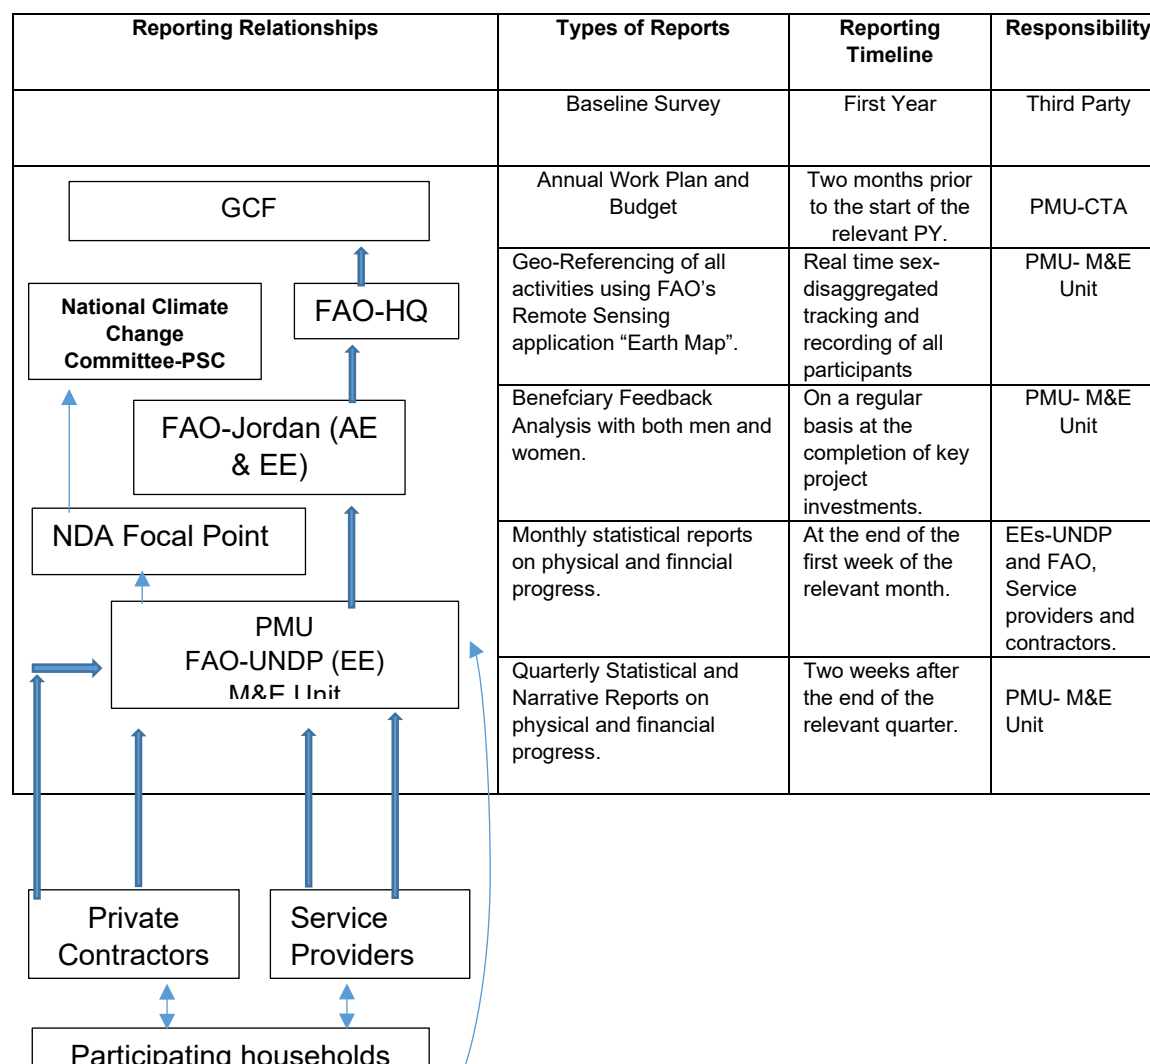 Reporting Relationships
Types of Reports
Reporting
Timeline
Responsibility
Baseline Survey
First Year
Third Party
GCF
National Climate
Change
Committee-PSC
FAO-HQ
FAO-Jordan (AE
& EE)
NDA Focal Point
PMU
FAO-UNDP (EE)
M&E Unit
Private
Contractors
Service
Providers
Participating households
Annual Work Plan and
Budget
Two months prior
to the start of the
relevant PY.
PMU-CTA
Geo-Referencing of all
activities using FAO's
Remote Sensing
application “Earth Map”.
Real time sex-
disaggregated
tracking and
recording of all
participants
PMU- M&E
Unit
Benefciary Feedback
Analysis with both men and
women.
On a regular
basis at the
completion of key
project
investments.
PMU- M&E
Unit
Monthly statistical reports
on physical and finncial
progress.
At the end of the
first week of the
relevant month.
EEs-UNDP
and FAO,
Service
providers and
contractors.
Quarterly Statistical and
Narrative Reports on
physical and financial
progress.
Two weeks after
the end of the
relevant quarter.
PMU- M&E
Unit